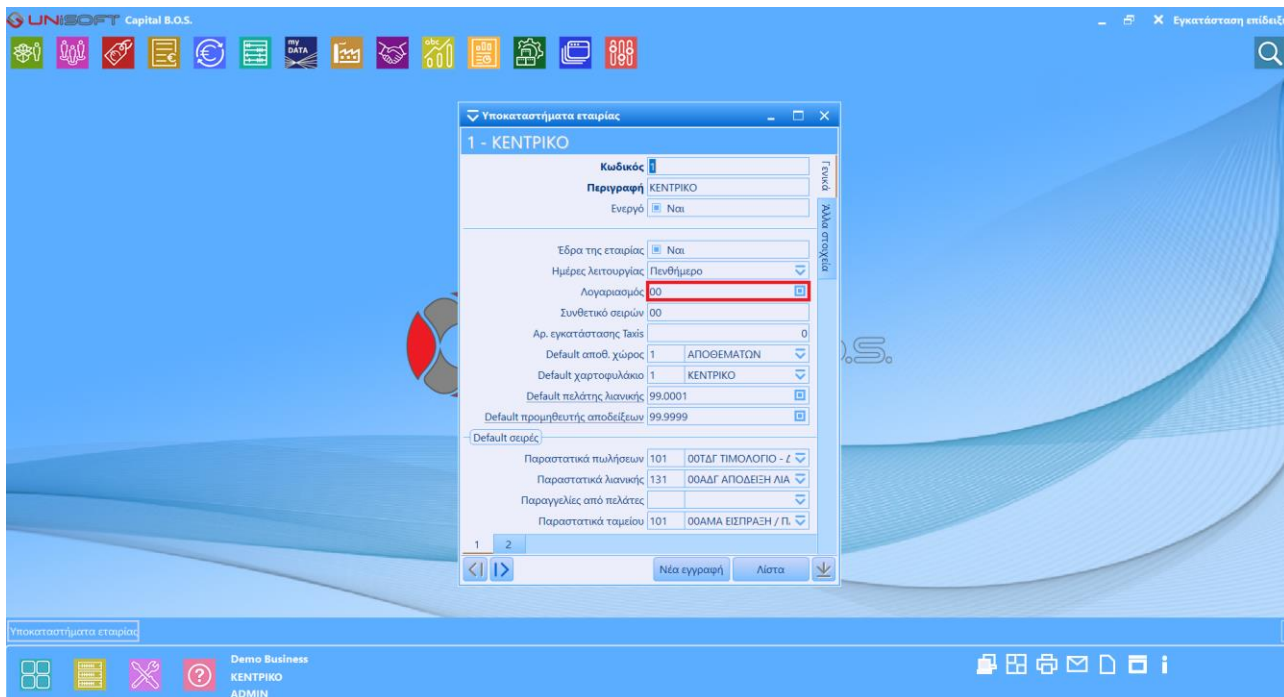 UNISOFT Capital B.O.S.
Εγκατάσταση επίδειξ
my DATA
abc
Υποκαταστήματα εταιρίας
1 - ΚΕΝΤΡΙΚΟ
Κωδικός 1
Περιγραφή ΚΕΝΤΡΙΚΟ
Ενεργό Ναι
Γενικά
Άλλα στοιχεία
Έδρα της εταιρίας Ναι
Ημέρες λειτουργίας Πενθήμερο
Λογαριασμός 00
Συνθετικό σειρών 00
Αρ. εγκατάστασης Taxis 0
Default αποθ. χώρος 1 ΑΠΟΘΕΜΑΤΩΝ
Default χαρτοφυλάκιο 1 ΚΕΝΤΡΙΚΟ
Default πελάτης λιανικής 99.0001
Default προμηθευτής αποδείξεων 99.9999
Default σειρές
Παραστατικά πωλήσεων 101 00ΤΔΓ ΤΙΜΟΛΟΓΙΟ - Δ
Παραστατικά λιανικής 131 00ΑΔΓ ΑΠΟΔΕΙΞΗ ΛΙΑ
Παραγγελίες από πελάτες
Παραστατικά ταμείου 101 00ΑΜΑ ΕΙΣΠΡΑΞΗ / Π.
1 2
Νέα εγγραφή Λίστα
.O.S.
Υποκαταστήματα εταιρίας
Demo Business
ΚΕΝΤΡΙΚΟ
ADMIN